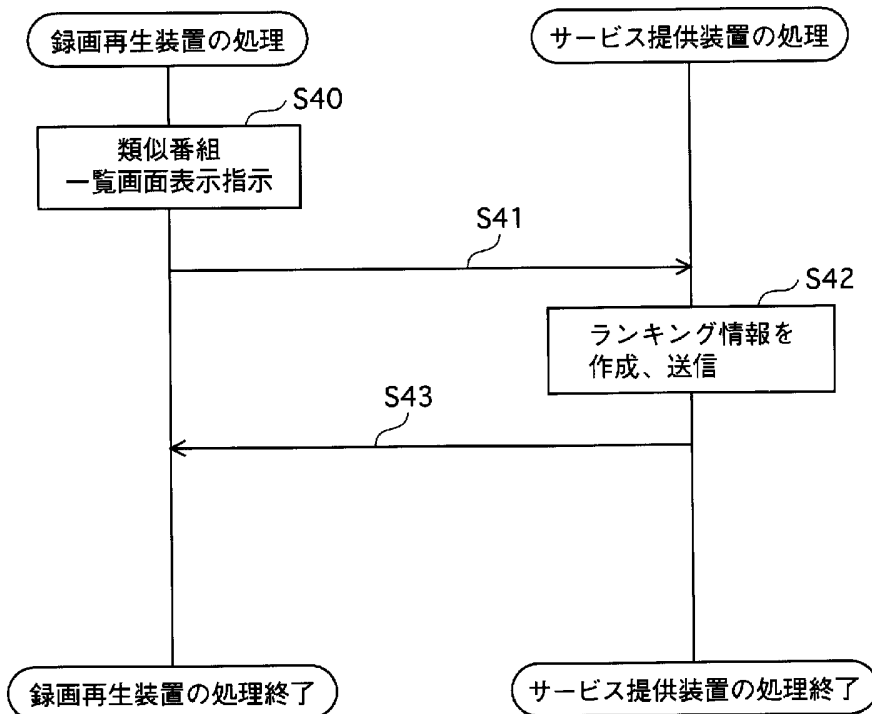 録画再生装置の処理
サービス提供装置の処理
S40
類似番組
一覧画面表示指示
S41
S42
ランキング情報を
作成、送信
S43
録画再生装置の処理終了
サービス提供装置の処理終了